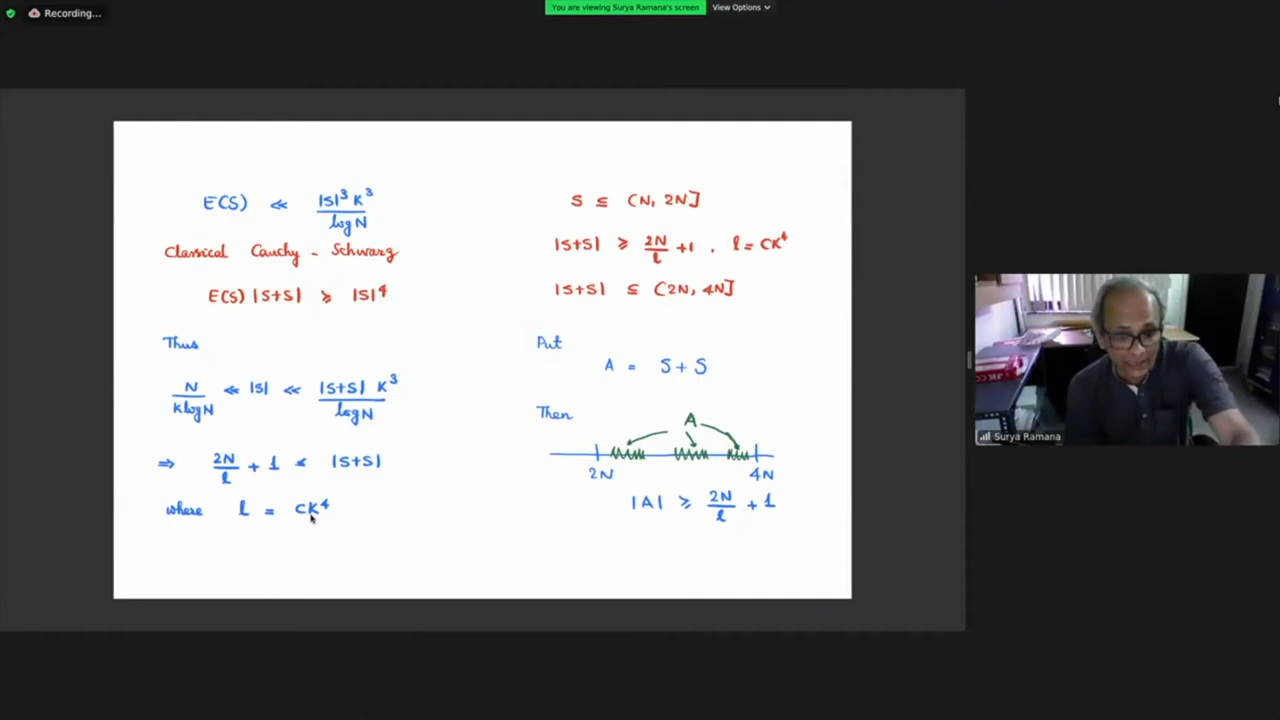 Recording...
You are viewing Surya Ramana's screen
View Options
E(S) ≪ |S|³ K³ / log N
Classical Cauchy - Schwarz
E(S) |S+S| ⩾ |S|⁴
Thus
N / K log N ≪ |S| ≪ |S+S| K³ / log N
⇒ 2N / l + 1 ≤ |S+S|
where l = CK⁴
S ⊆ (N, 2N]
|S+S| ⩾ 2N / l + 1 . l = CK⁴
|S+S| ⊆ (2N, 4N]
Put
A = S + S
Then
A
2N 4N
|A| ⩾ 2N / l + 1
Surya Ramana